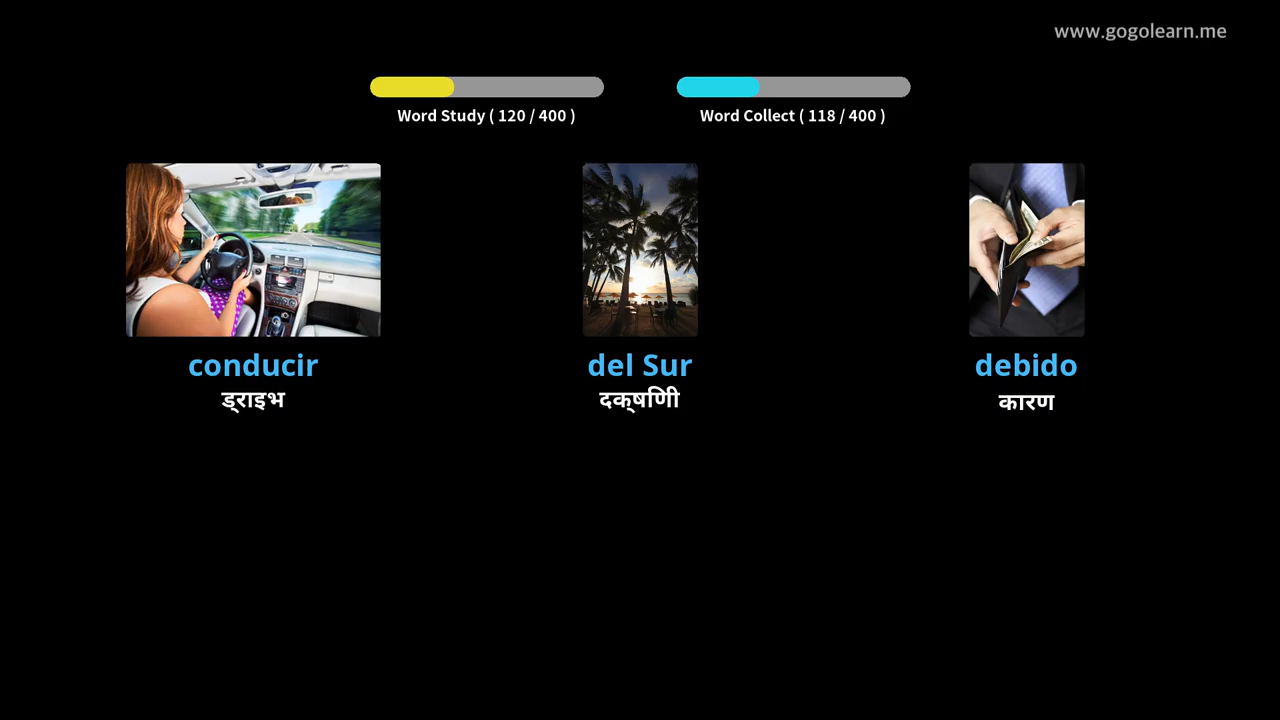 www.gogolearn.me
Word Study ( 120 / 400 )
Word Collect ( 118 / 400 )
conducir
ड्राइभ
del Sur
दक्षिणी
debido
कारण